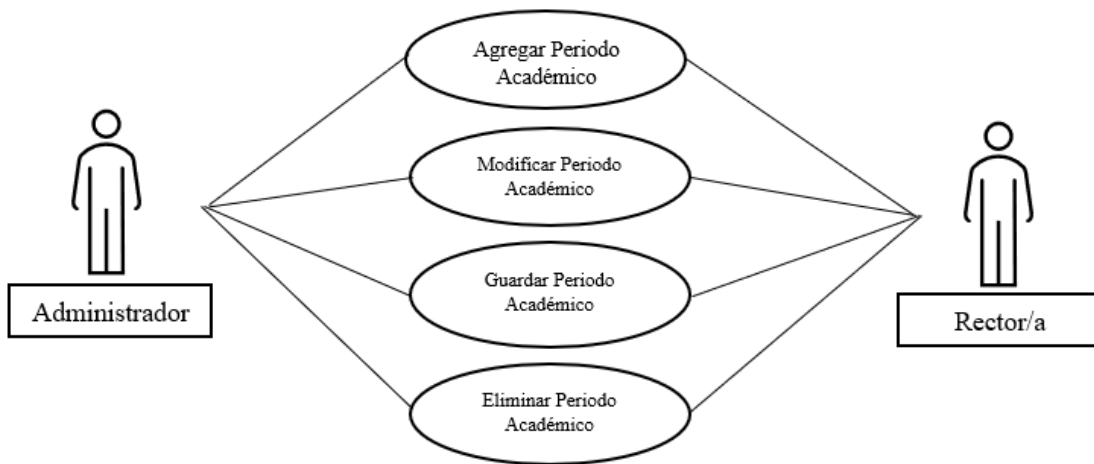 Agregar Periodo
Académico
Modificar Periodo
Académico
Guardar Periodo
Académico
Eliminar Periodo
Académico
Administrador
Rector/a